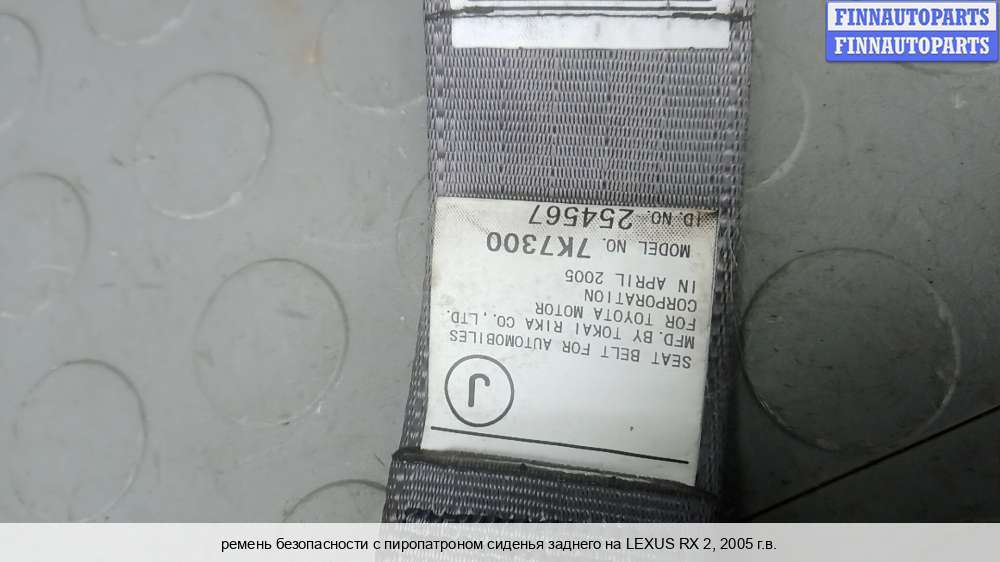 FINNAUTOPARTS
FINNAUTOPARTS
J
SEAT BELT FOR AUTOMOBILES
MFD. BY TOKAI RIKA CO., LTD.
FOR TOYOTA MOTOR
CORPORATION
IN APRIL 2005
MODEL NO. 7K7300
ID. NO. 254567
ремень безопасности с пиропатроном сиденья заднего на LEXUS RX 2, 2005 г.в.